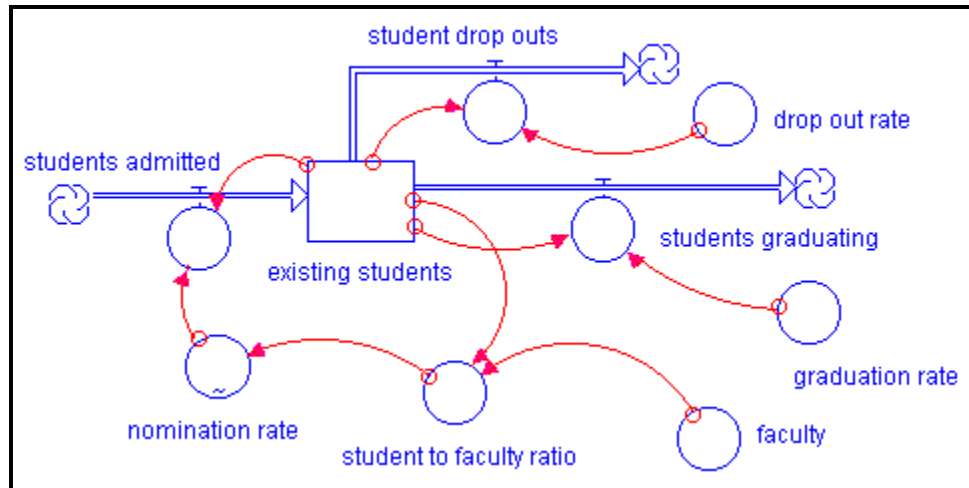 student drop outs
drop out rate
students admitted
students graduating
existing students
graduation rate
nomination rate
student to faculty ratio
faculty